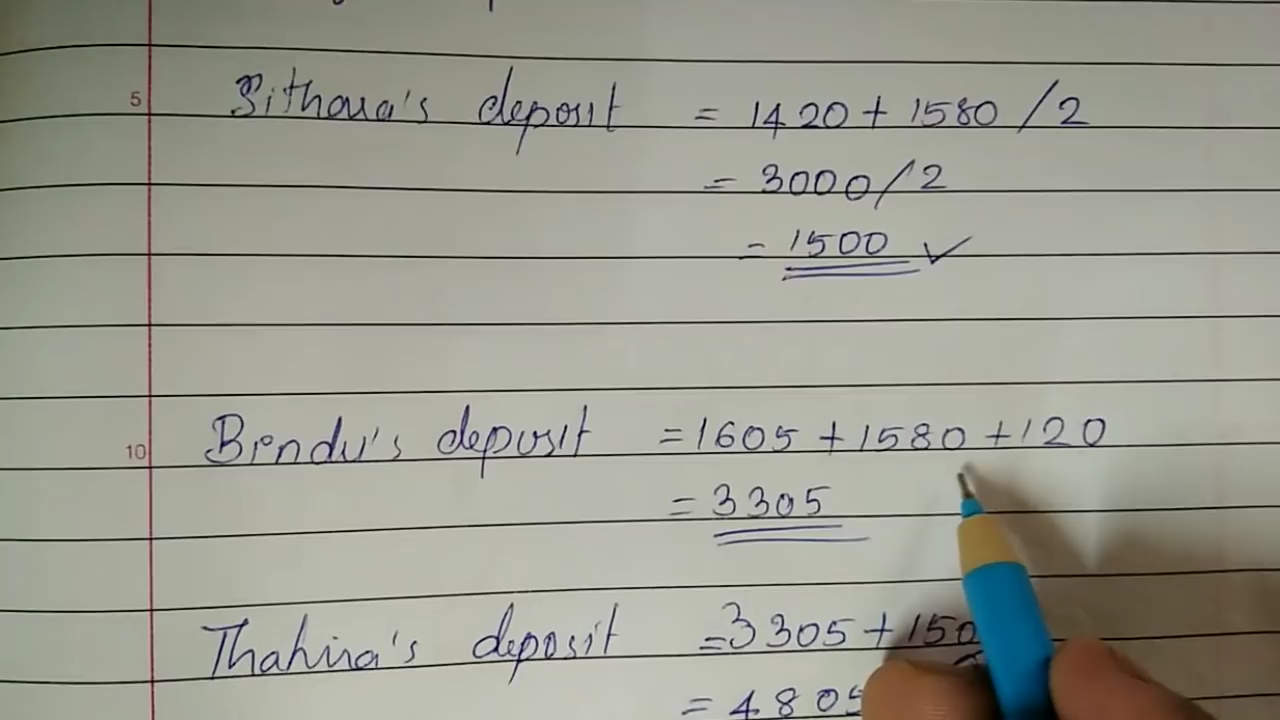 5 Sithara's deposit = 1420 + 1580 / 2
= 3000 / 2
= 1500 ✓
10 Bindu's deposit = 1605 + 1580 + 120
= 3305
Thahira's deposit = 3305 + 150
= 4805